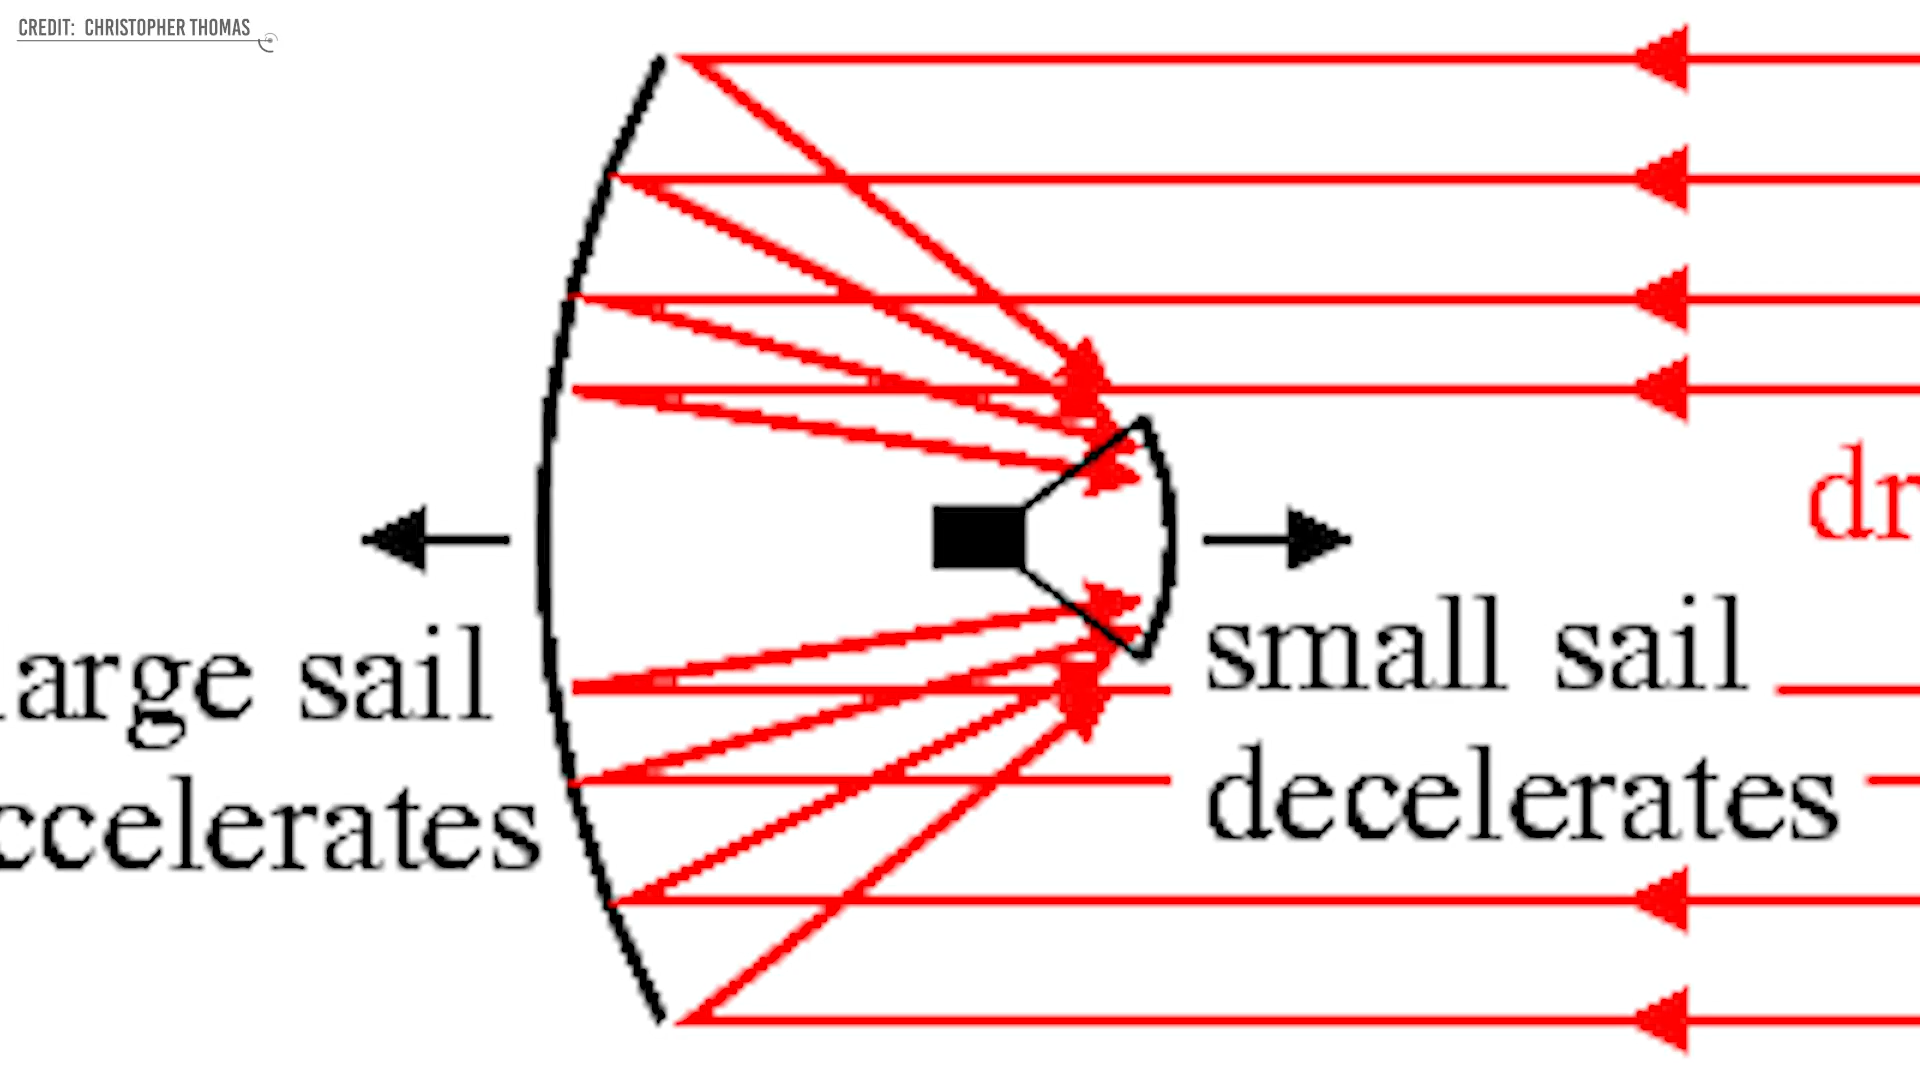 CREDIT: CHRISTOPHER THOMAS
arge sail
ccelerates
small sail
decelerates
dr